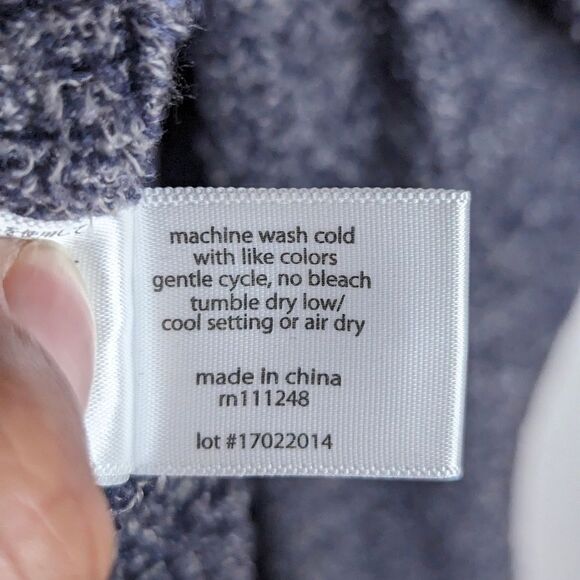 machine wash cold
with like colors
gentle cycle, no bleach
tumble dry low/
cool setting or air dry
made in china
rn111248
lot #17022014